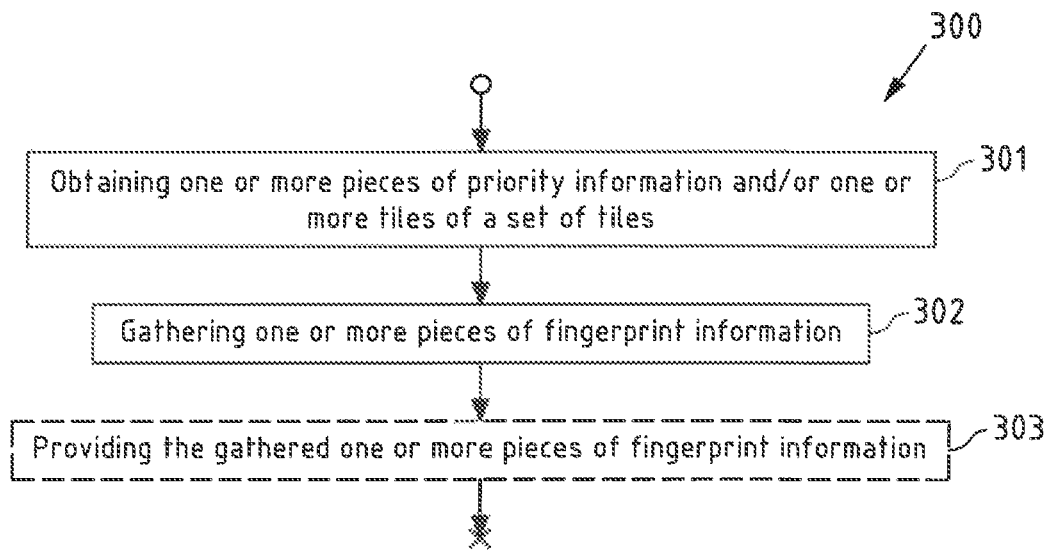 300
Obtaining one or more pieces of priority information and/or one or
more tiles of a set of tiles
301
Gathering one or more pieces of fingerprint information
302
Providing the gathered one or more pieces of fingerprint information
303